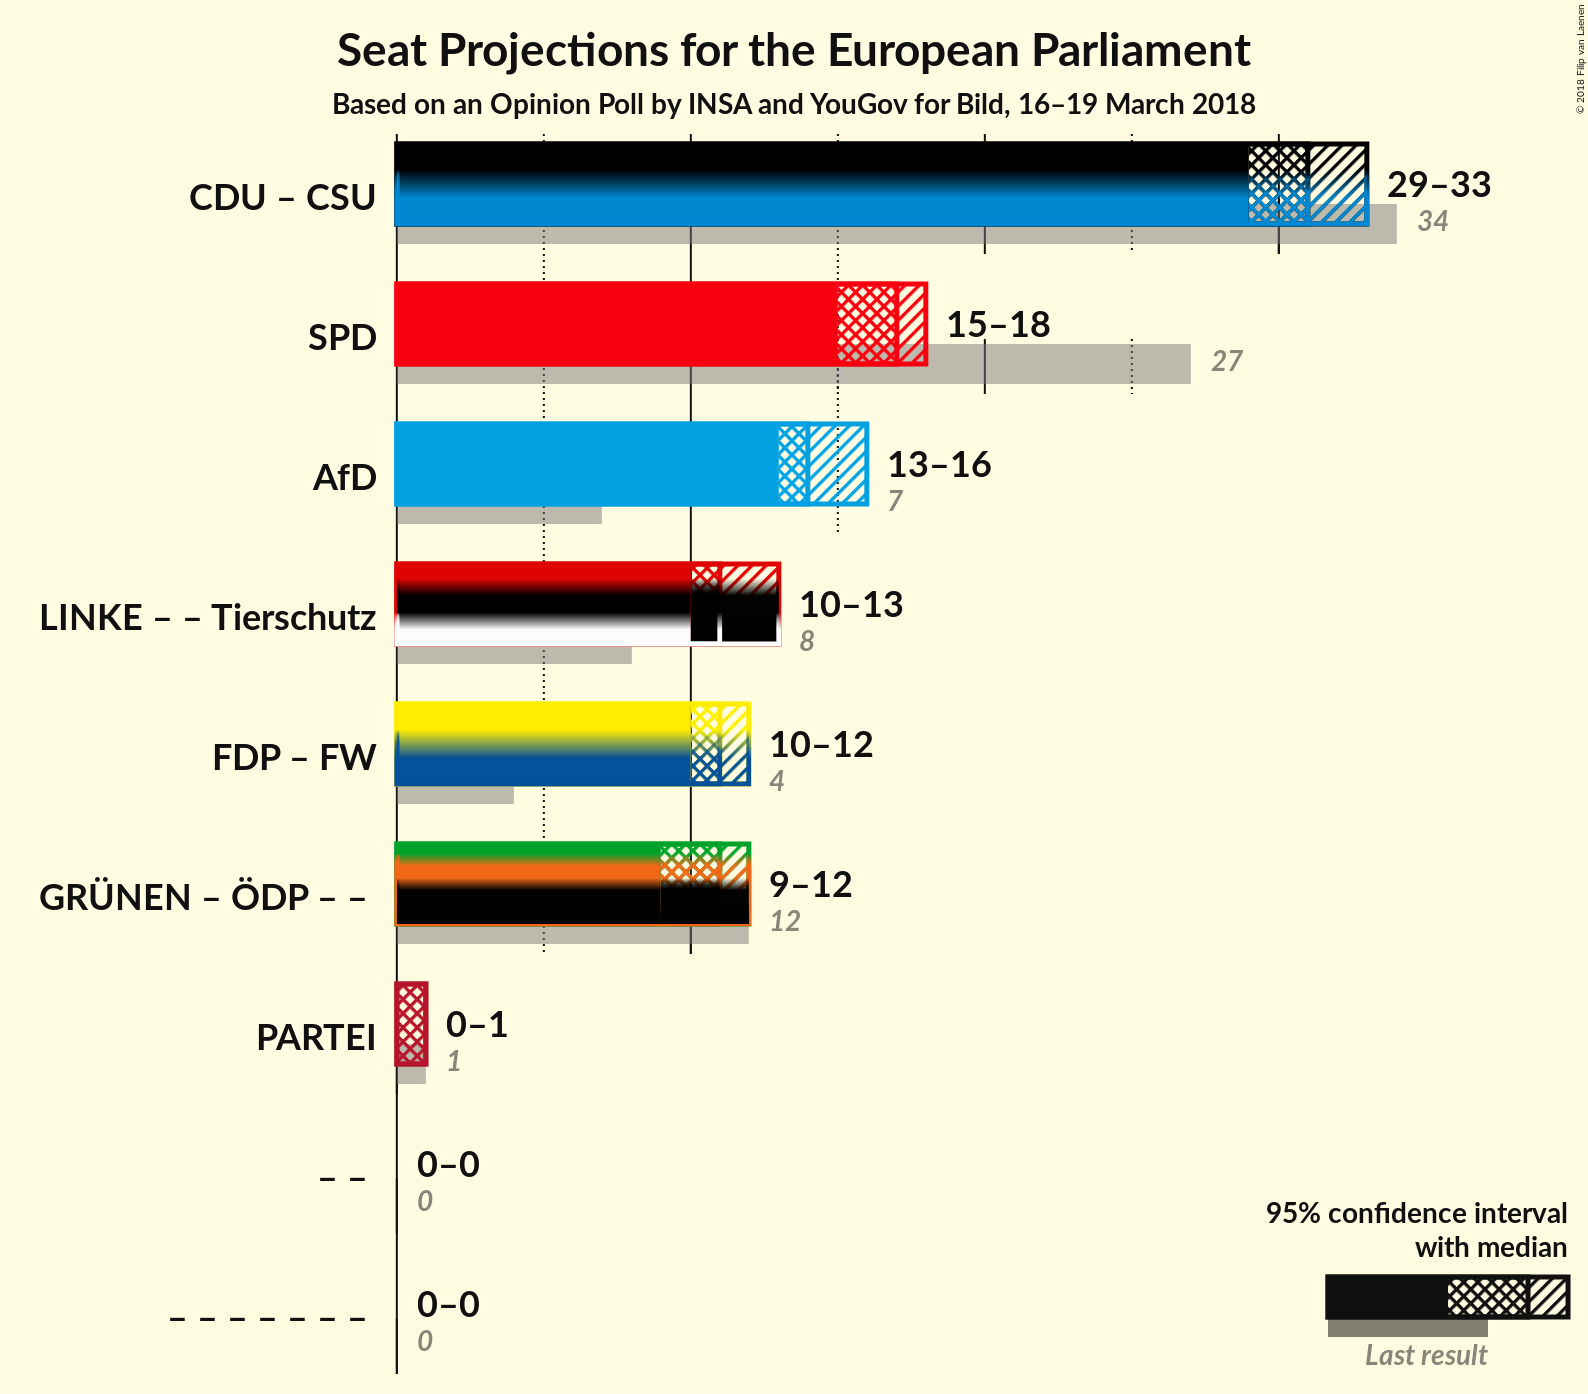 Seat Projections for the European Parliament
Based on an Opinion Poll by INSA and YouGov for Bild, 16–19 March 2018
© 2018 Filip van Laenen
CDU – CSU
29–33
34
SPD
15–18
27
AfD
13–16
7
LINKE – – Tierschutz
10–13
8
FDP – FW
10–12
4
GRÜNEN – ÖDP – –
9–12
12
PARTEI
0–1
1
– –
0–0
0
– – – – – – –
0–0
0
95% confidence interval
with median
Last result